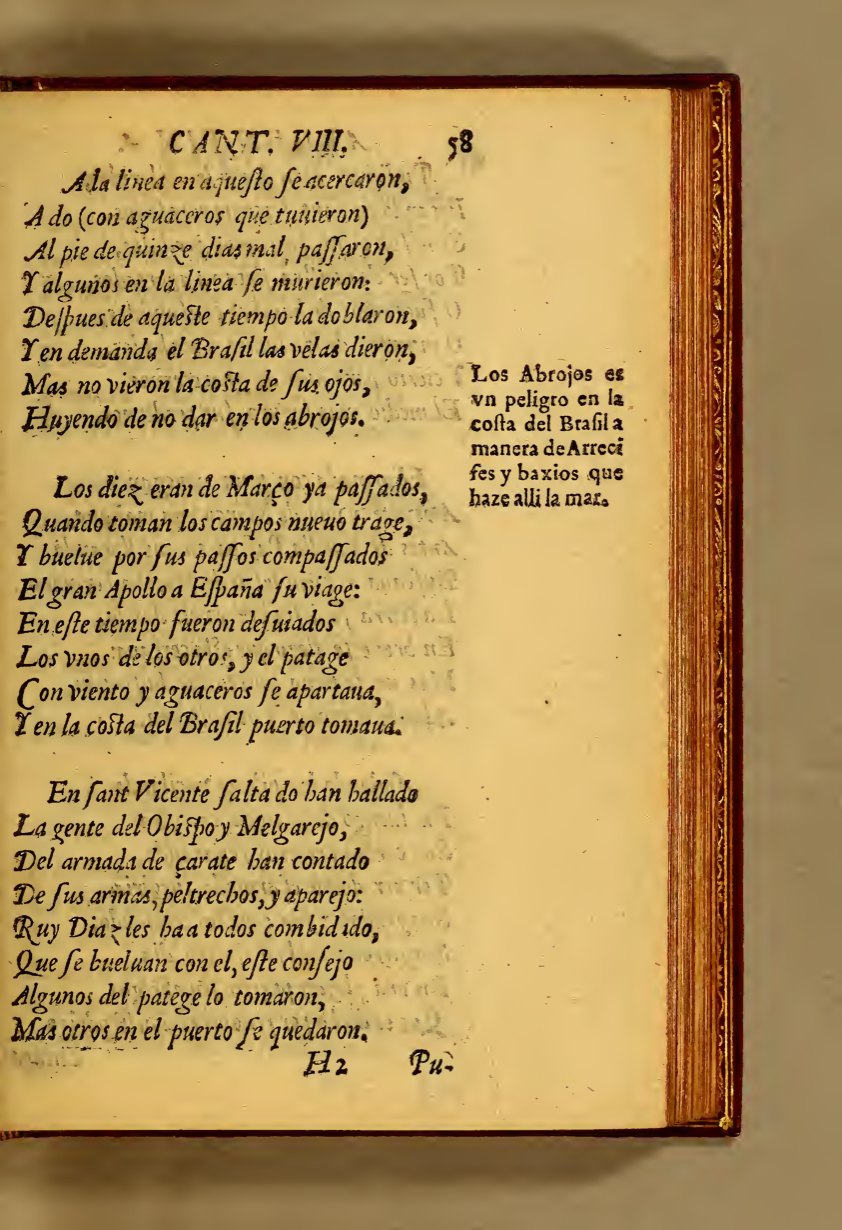 CANT. VIII. 58
A la linea en aqueſto ſe acercaron,
A do (con aguaceros que tuuieron)
Al pie de quinze dias mal paſſaron,
Y algunos en la linea ſe murieron:
Deſpues de aqueſte tiempo la doblaron,
Y en demanda el Braſil las velas dieron,
Mas no vieron la coſta de ſus ojos,
Huyendo de no dar en los abrojos.
Los Abrojos es
vn peligro en la
coſta del Braſil a
manera de Arreci
fes y baxios que
haze alli la mar.
Los diez eran de Março ya paſſados,
Quando toman los campos nueuo trage,
Y buelue por ſus paſſos compaſſados
El gran Apollo a Eſpaña ſu viage:
En eſte tiempo fueron deſuiados
Los vnos de los otros, y el patage
Con viento y aguaceros ſe apartaua,
Y en la coſta del Braſil puerto tomaua.
En ſant Vicente ſalta do han hallado
La gente del Obiſpo y Melgarejo,
Del armada de çarate han contado
De ſus armas, peltrechos, y aparejo:
Ruy Diaz les ha a todos combidado,
Que ſe bueluan con el, eſte conſejo
Algunos del patege lo tomaron,
Mas otros en el puerto ſe quedaron.
H2 Pu-